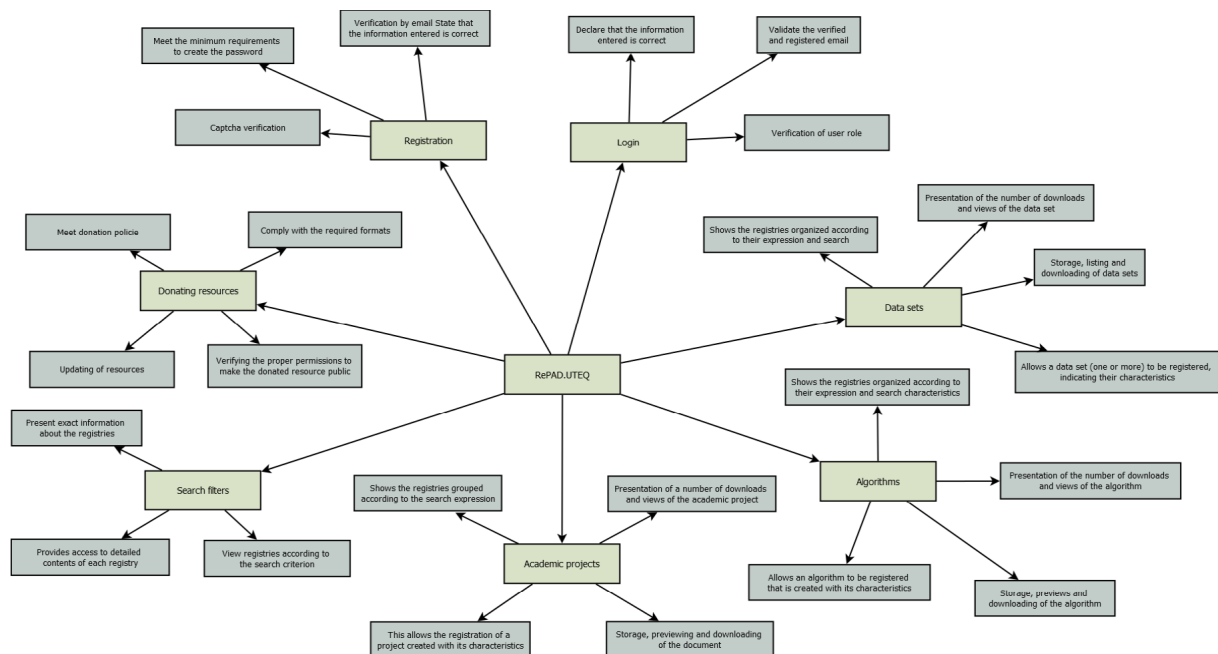 Verification by email State that
the information entered is correct
Meet the minimum requirements
to create the password
Captcha verification
Registration
Declare that the information
entered is correct
Validate the verified
and registered email
Login
Verification of user role
Meet donation policie
Comply with the required formats
Donating resources
Updating of resources
Verifying the proper permissions to
make the donated resource public
Presentation of the number of downloads
and views of the data set
Shows the registries organized according
to their expression and search
Storage, listing and
downloading of data sets
Data sets
Allows a data set (one or more) to be registered,
indicating their characteristics
RePAD.UTEQ
Shows the registries organized according to
their expression and search characteristics
Algorithms
Presentation of the number of downloads
and views of the algorithm
Allows an algorithm to be registered
that is created with its characteristics
Storage, previews and
downloading of the algorithm
Present exact information
about the registries
Search filters
Provides access to detailed
contents of each registry
View registries according to
the search criterion
Shows the registries grouped
according to the search expression
Presentation of a number of downloads
and views of the academic project
Academic projects
This allows the registration of a
project created with its characteristics
Storage, previewing and downloading
of the document